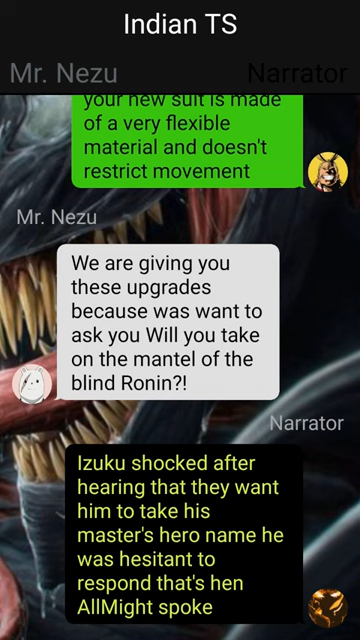 Indian TS
Mr. Nezu
Narrator
your new suit is made
of a very flexible
material and doesn't
restrict movement
Mr. Nezu
We are giving you
these upgrades
because was want to
ask you Will you take
on the mantel of the
blind Ronin?!
Narrator
Izuku shocked after
hearing that they want
him to take his
master's hero name he
was hesitant to
respond that's hen
AllMight spoke